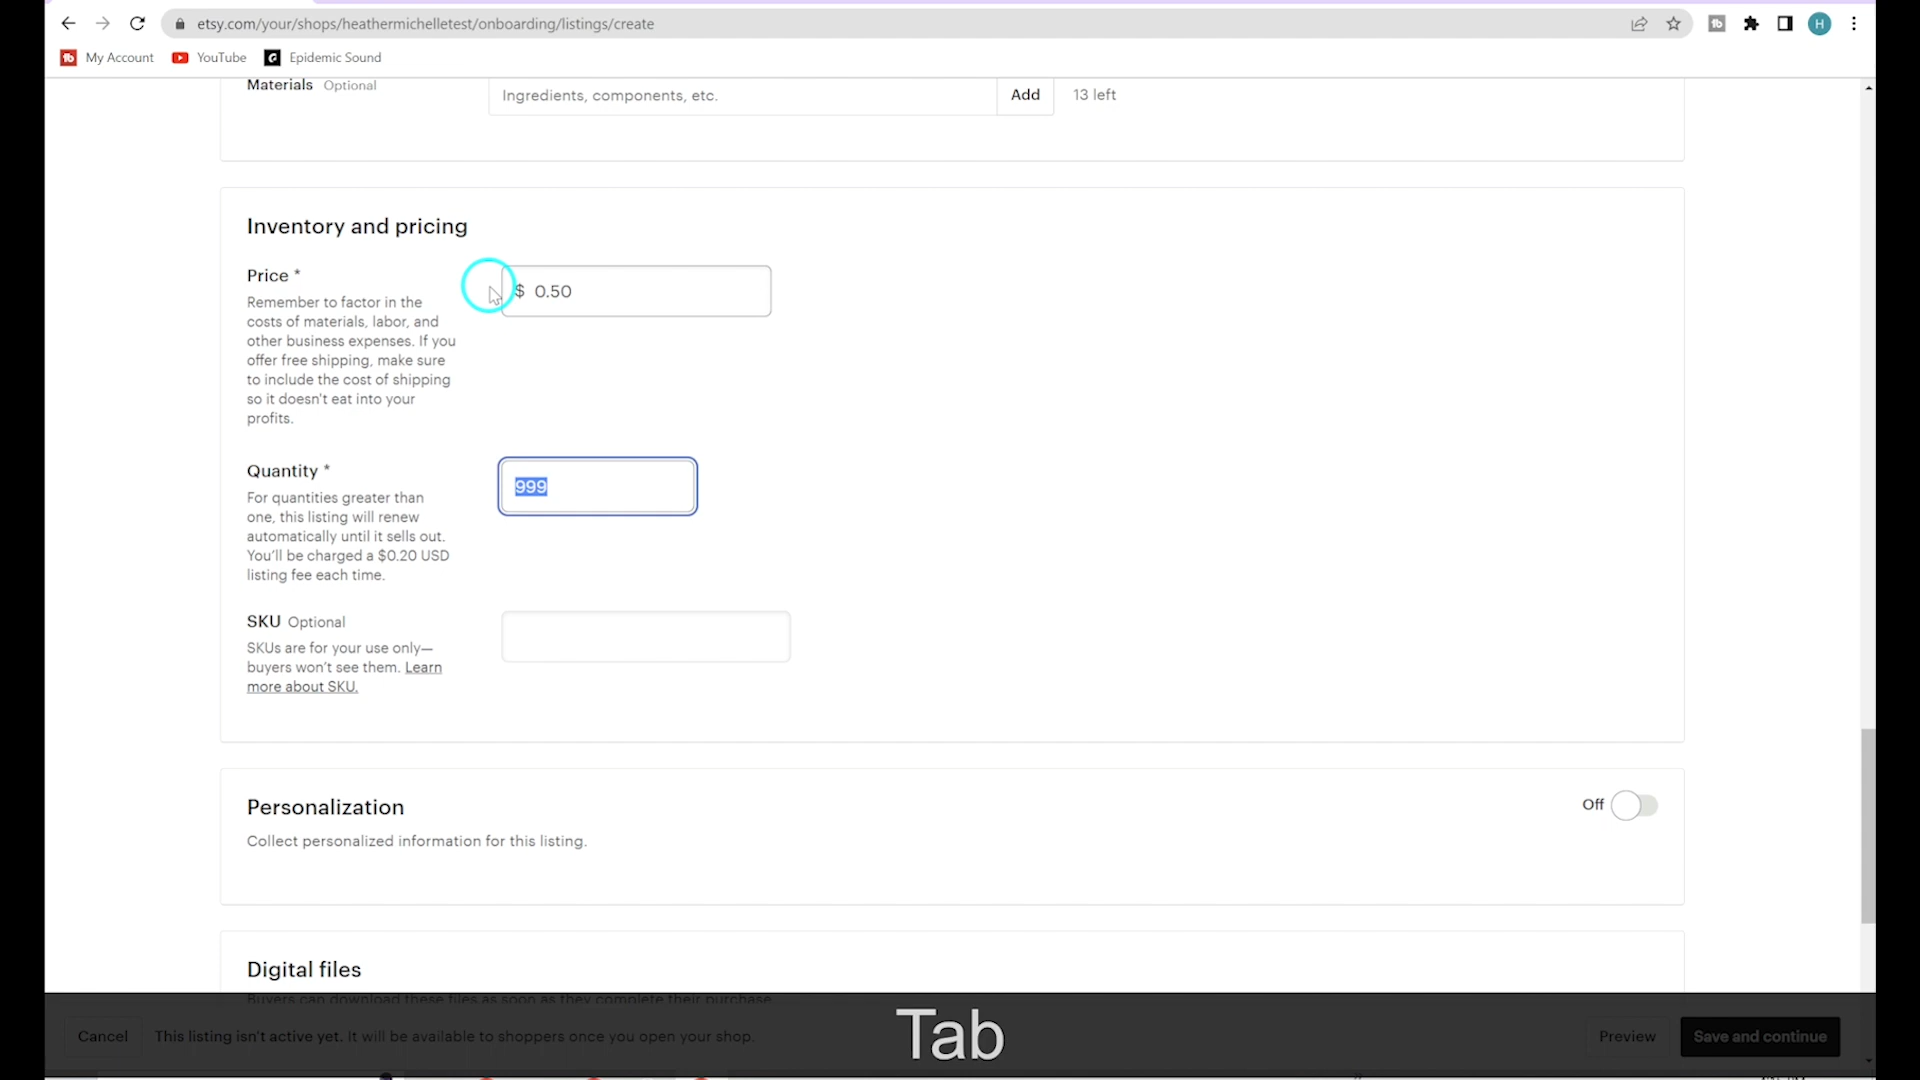 etsy.com/your/shops/heathermichelletest/onboarding/listings/create
H
My Account YouTube Epidemic Sound
Materials Optional
Ingredients, components, etc. Add 13 left
Inventory and pricing
Price *
Remember to factor in the
costs of materials, labor, and
other business expenses. If you
offer free shipping, make sure
to include the cost of shipping
so it doesn't eat into your
profits.
$ 0.50
Quantity *
For quantities greater than
one, this listing will renew
automatically until it sells out.
You'll be charged a $0.20 USD
listing fee each time.
999
SKU Optional
SKUs are for your use only—
buyers won't see them. Learn
more about SKU.
Personalization
Collect personalized information for this listing.
Off
Digital files
Buyers can download these files as soon as they complete their purchase
Cancel This listing isn't active yet. It will be available to shoppers once you open your shop.
Tab
Preview Save and continue